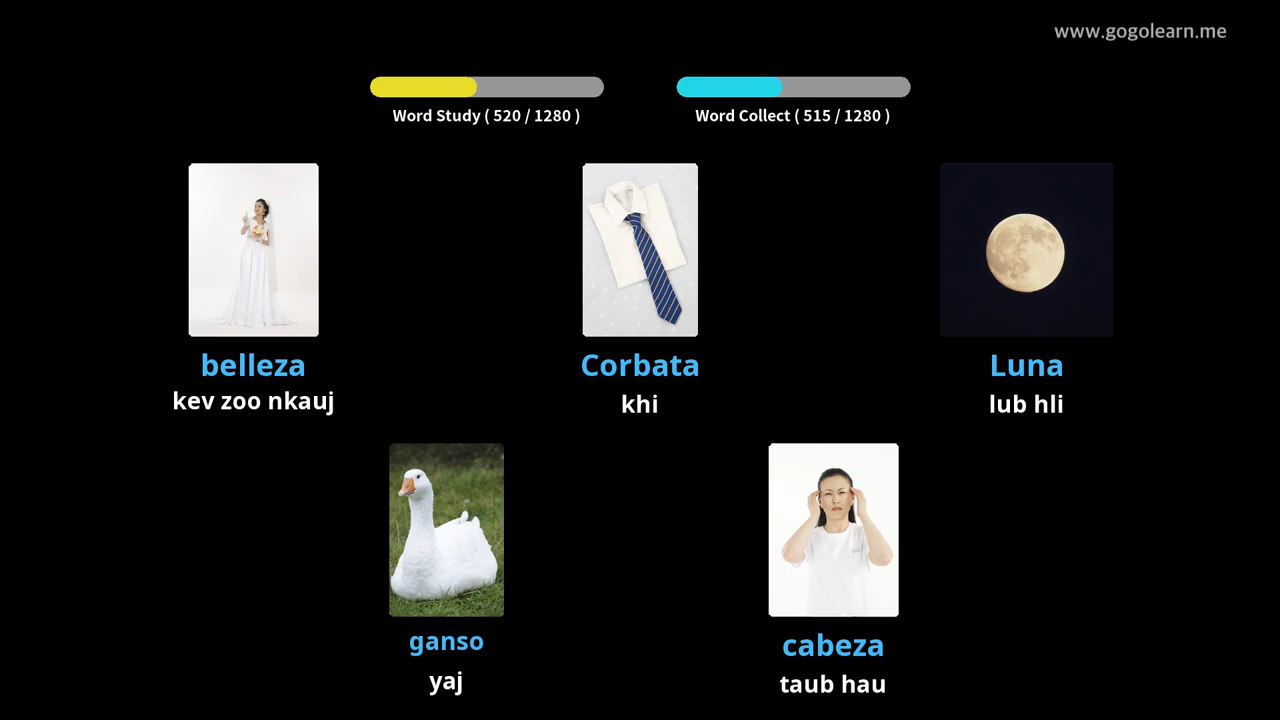 www.gogolearn.me
Word Study ( 520 / 1280 )
Word Collect ( 515 / 1280 )
belleza
kev zoo nkauj
Corbata
khi
Luna
lub hli
ganso
yaj
cabeza
taub hau